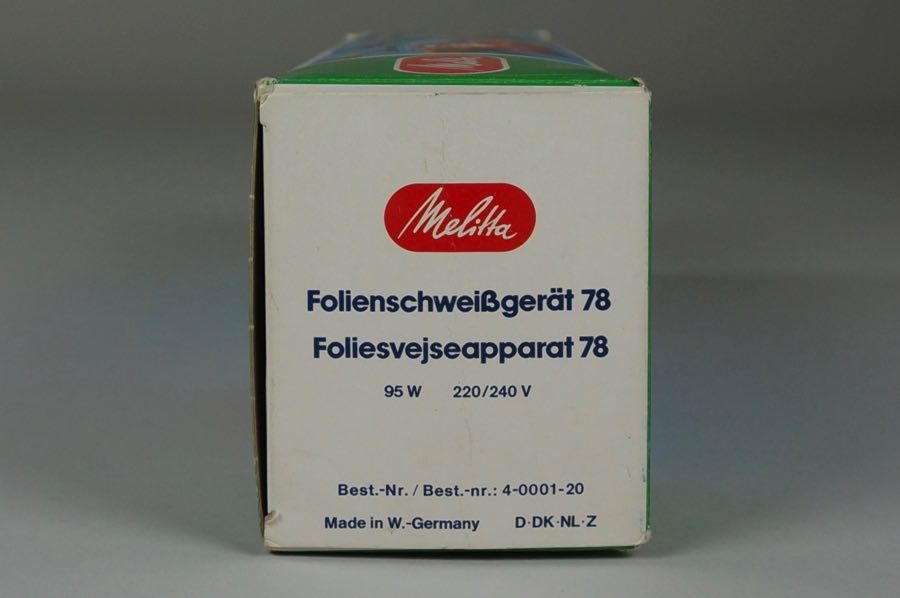 Melitta
Folienschweißgerät 78
Foliesvejseapparat 78
95 W 220/240 V
Best.-Nr. / Best.-nr.: 4-0001-20
Made in W.-Germany D·DK·NL·Z